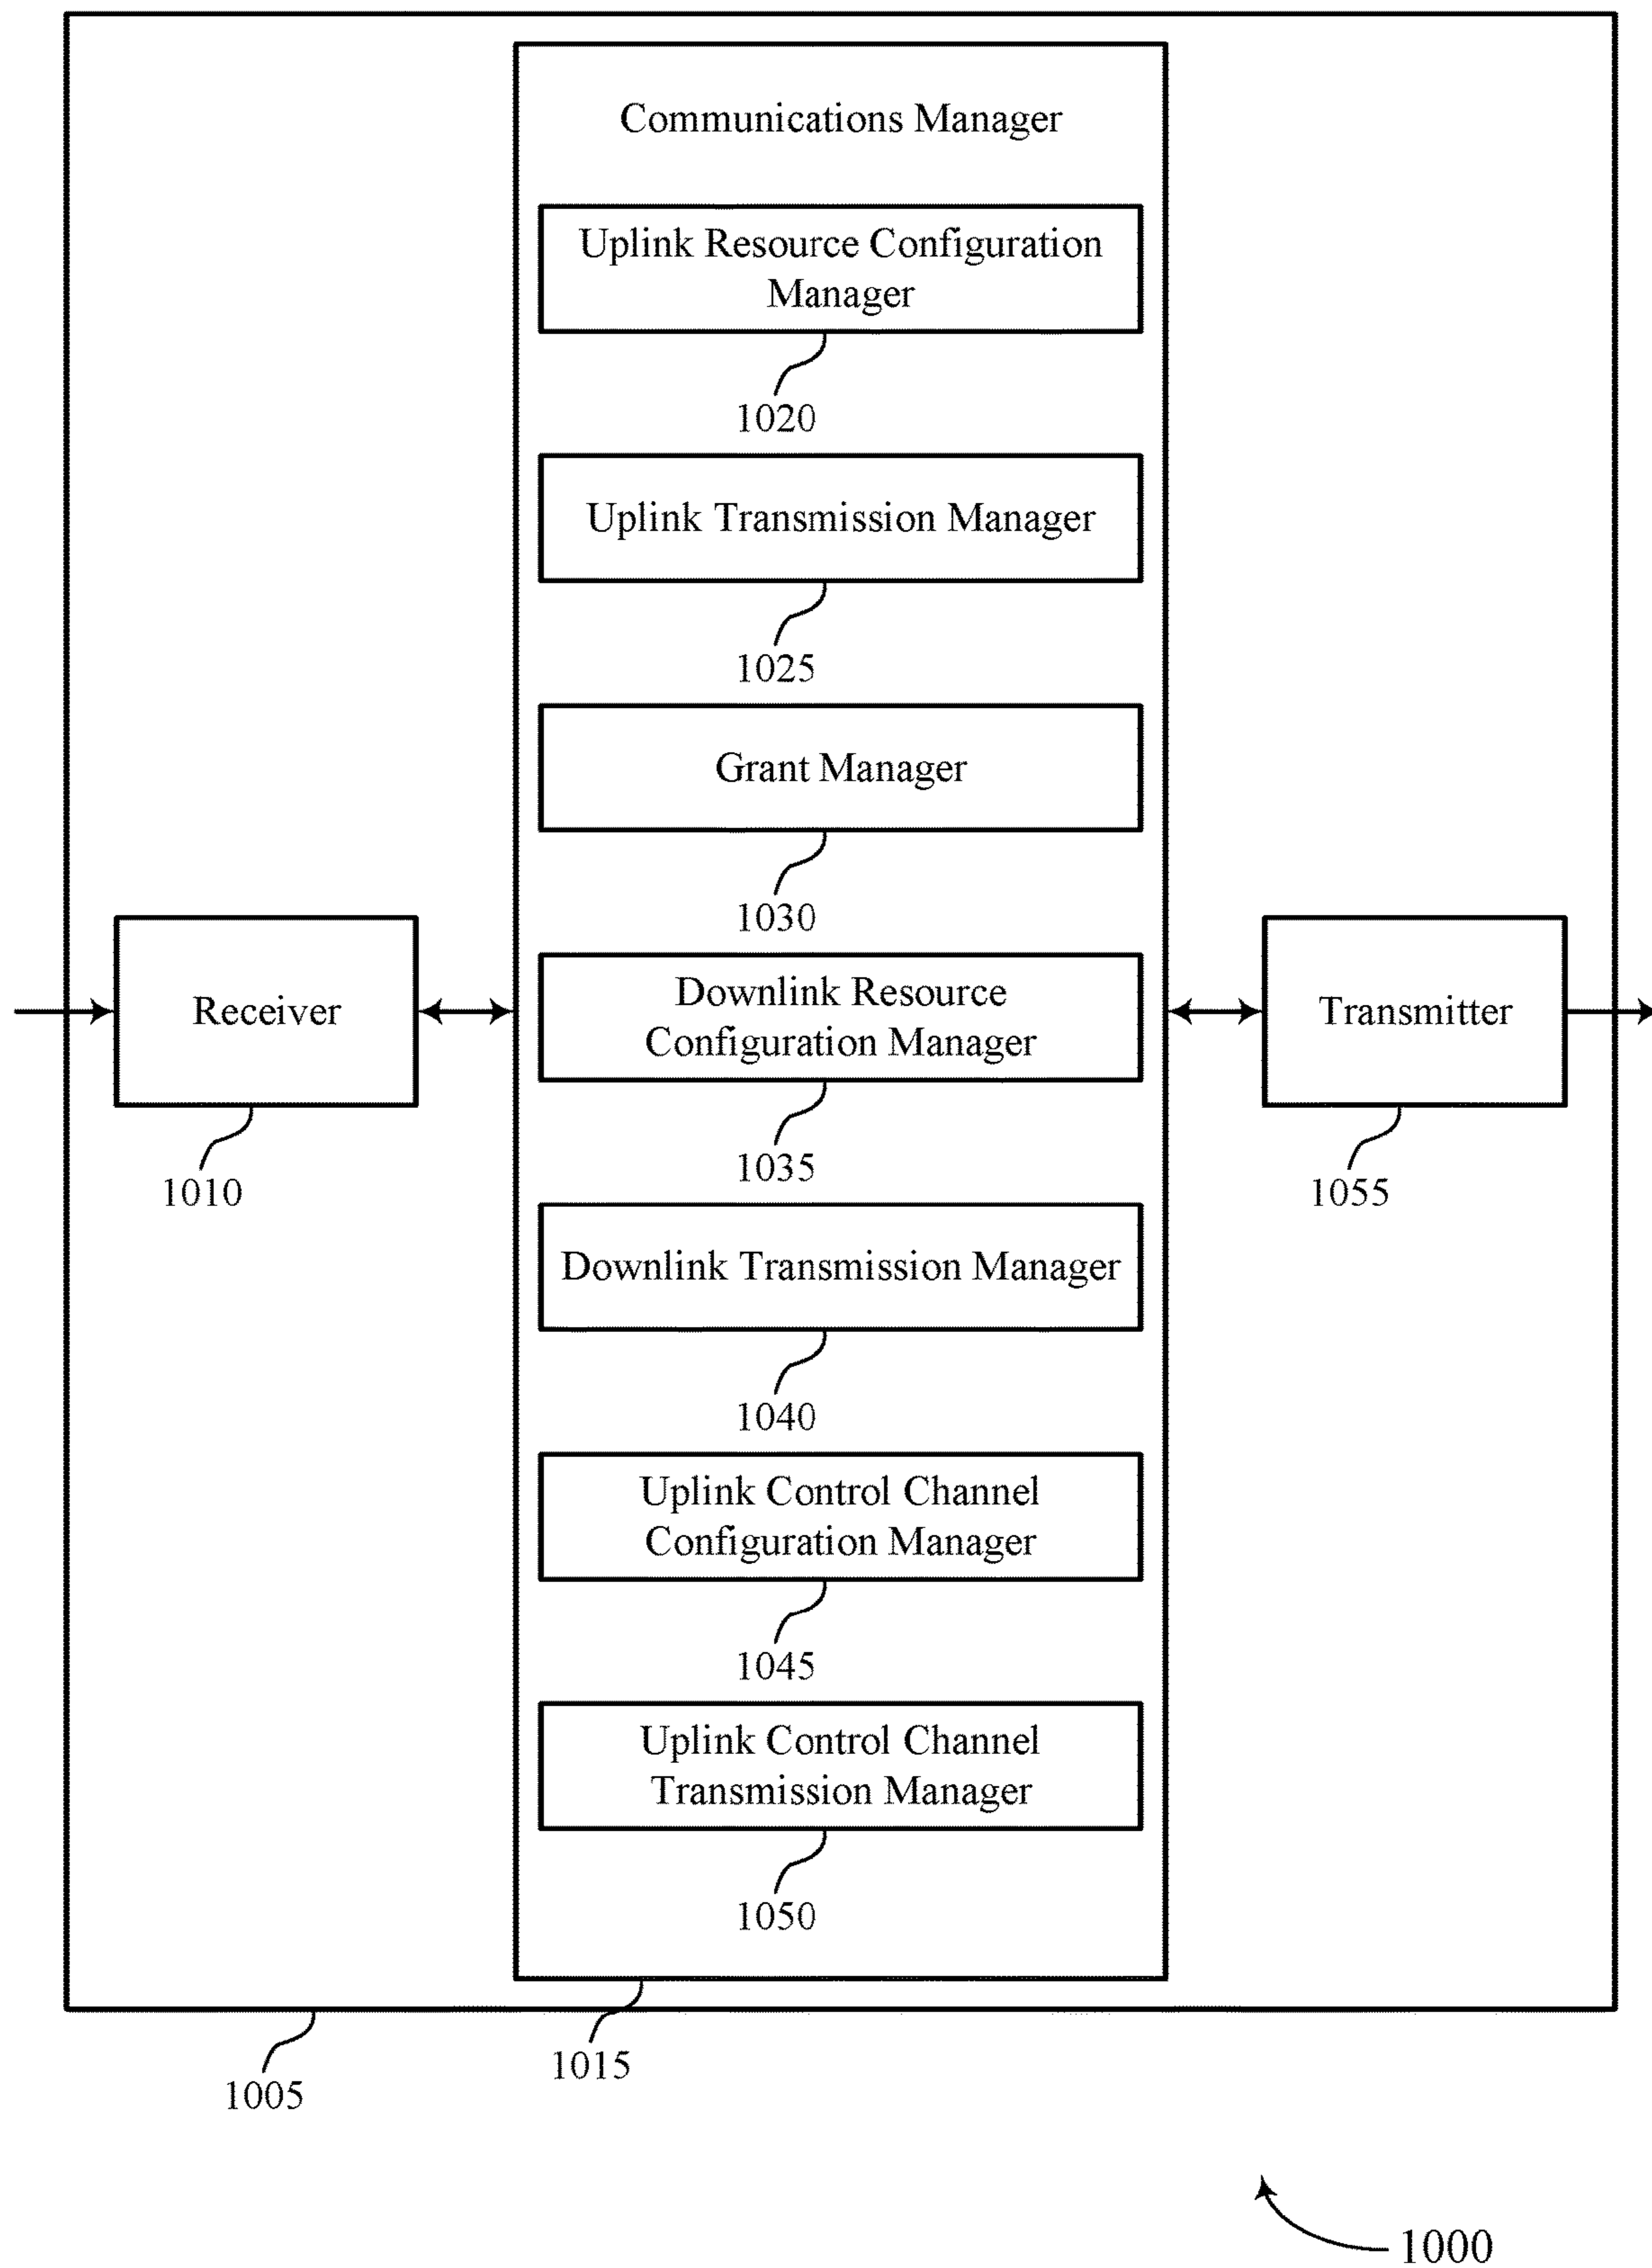 Communications Manager
Uplink Resource Configuration
Manager
1020
Uplink Transmission Manager
1025
Grant Manager
1030
Receiver
1010
Downlink Resource
Configuration Manager
1035
Transmitter
1055
Downlink Transmission Manager
1040
Uplink Control Channel
Configuration Manager
1045
Uplink Control Channel
Transmission Manager
1050
1015
1005
1000